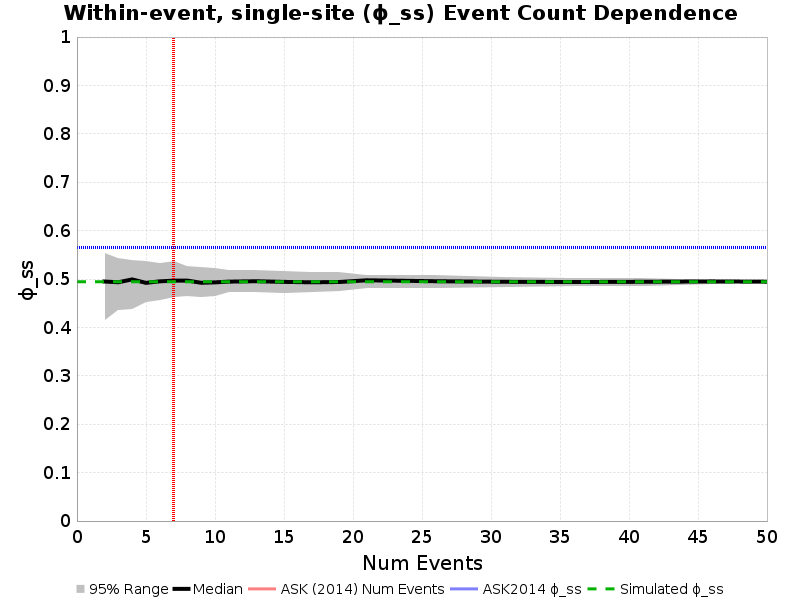 Within-event, single-site (ϕ_ss) Event Count Dependence
1
0.9
0.8
0.7
0.6
0.5
0.4
0.3
0.2
0.1
0
ϕ_ss
0 5 10 15 20 25 30 35 40 45 50
Num Events
95% Range Median ASK (2014) Num Events ASK2014 ϕ_ss Simulated ϕ_ss